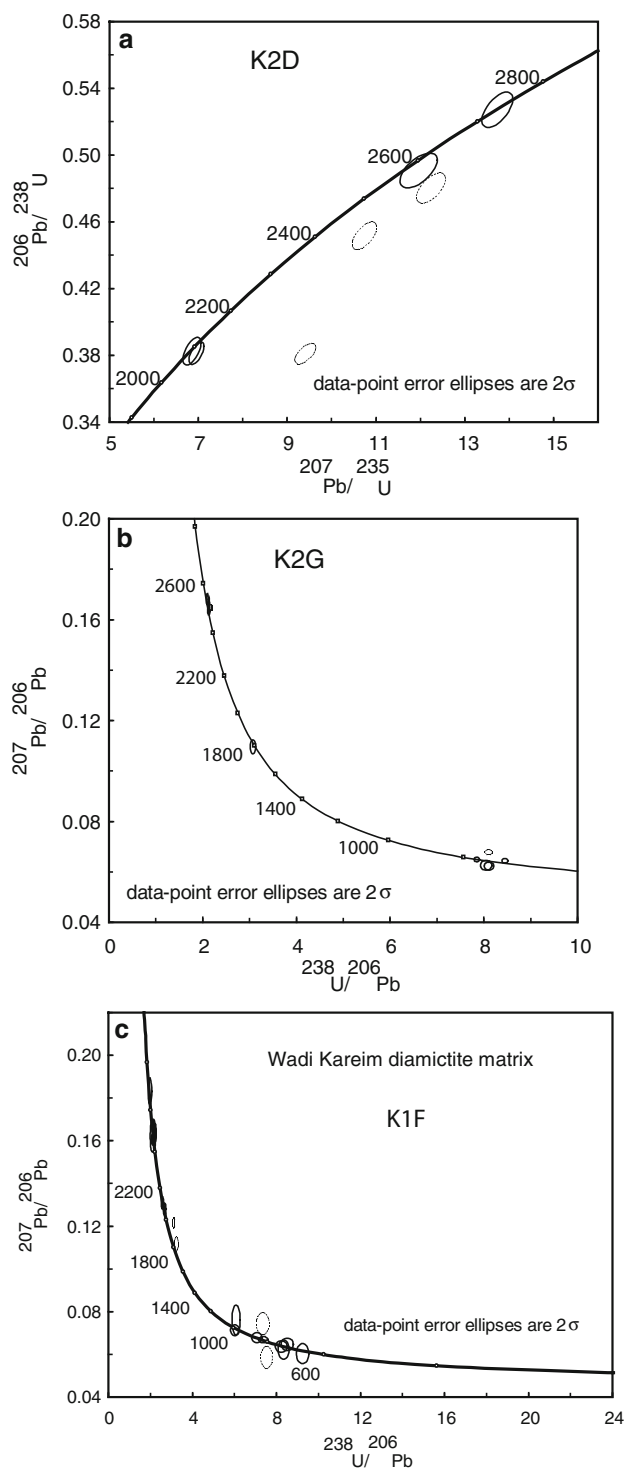 a
K2D
0.58
0.54
0.50
0.46
0.42
0.38
0.34
2800
2600
2400
2200
2000
data-point error ellipses are 2σ
5 7 9 11 13 15
206Pb/238U
207Pb/235U
b
K2G
0.20
0.16
0.12
0.08
0.04
2600
2200
1800
1400
1000
data-point error ellipses are 2σ
0 2 4 6 8 10
207Pb/206Pb
238U/206Pb
c
Wadi Kareim diamictite matrix
K1F
0.20
0.16
0.12
0.08
0.04
2200
1800
1400
1000
600
data-point error ellipses are 2σ
0 4 8 12 16 20 24
207Pb/206Pb
238U/206Pb